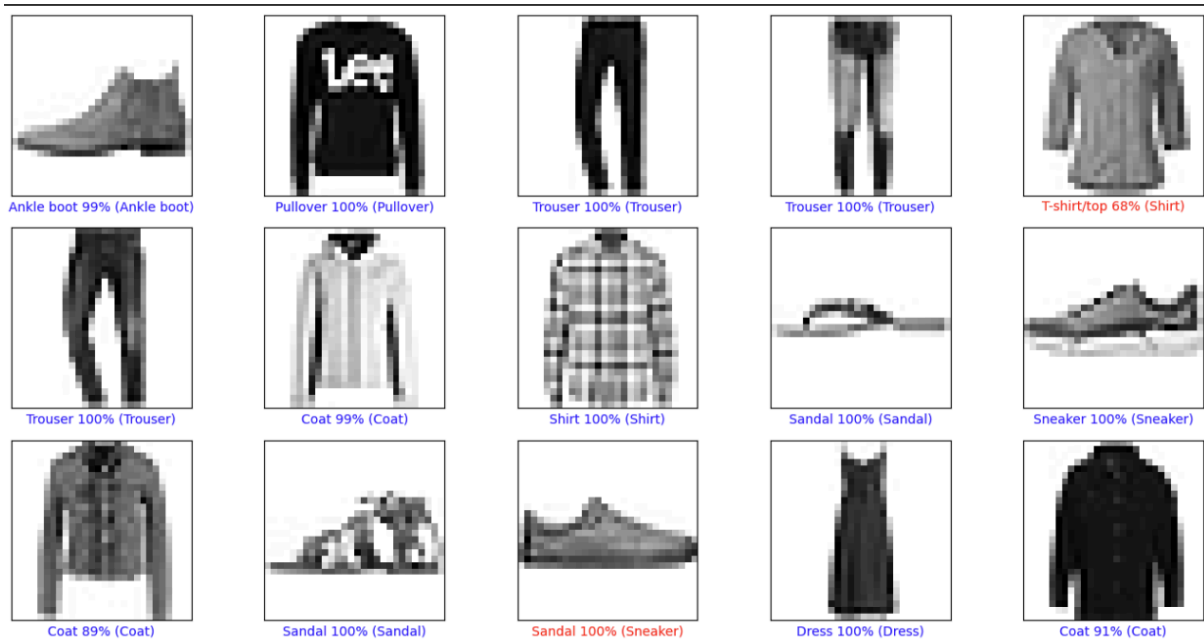 Lee
Ankle boot 99% (Ankle boot)
Pullover 100% (Pullover)
Trouser 100% (Trouser)
Trouser 100% (Trouser)
T-shirt/top 68% (Shirt)
Trouser 100% (Trouser)
Coat 99% (Coat)
Shirt 100% (Shirt)
Sandal 100% (Sandal)
Sneaker 100% (Sneaker)
Coat 89% (Coat)
Sandal 100% (Sandal)
Sandal 100% (Sneaker)
Dress 100% (Dress)
Coat 91% (Coat)